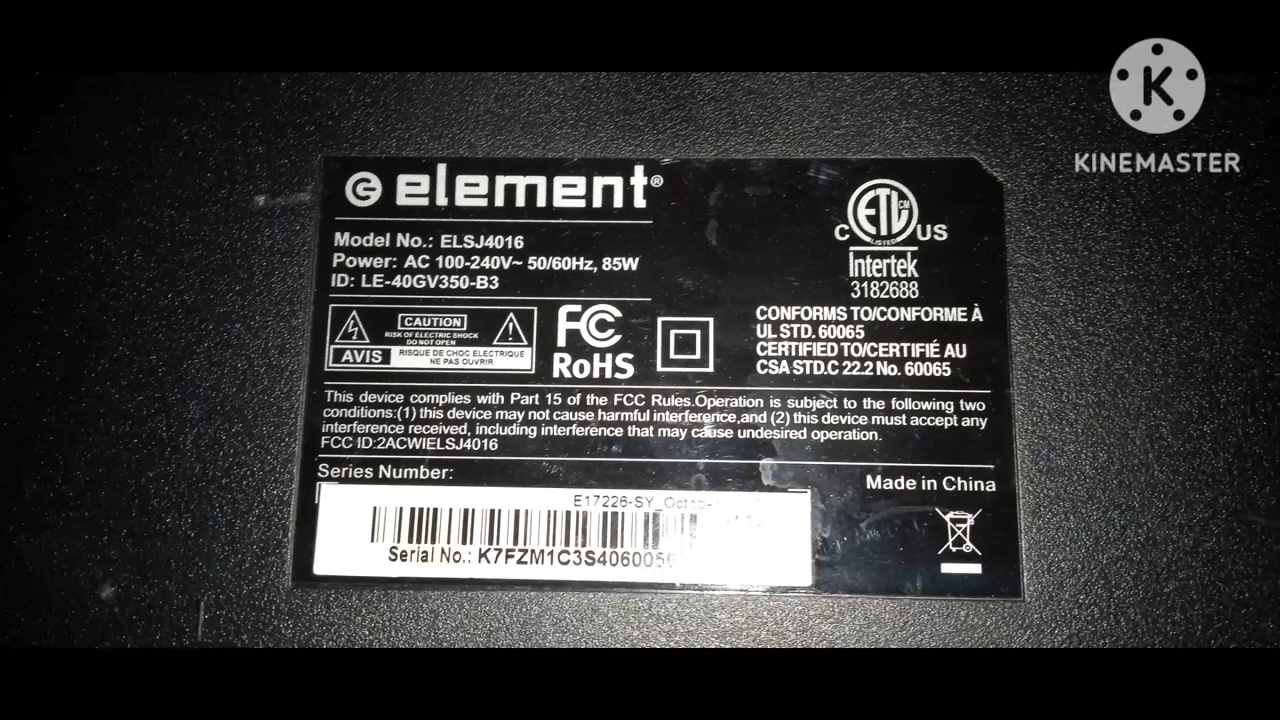 K
KINEMASTER
element®
Model No.: ELSJ4016
Power: AC 100-240V~ 50/60Hz, 85W
ID: LE-40GV350-B3
ETL CM
LISTED
C US
Intertek
3182688
CAUTION
RISK OF ELECTRIC SHOCK
DO NOT OPEN
AVIS
RISQUE DE CHOC ELECTRIQUE
NE PAS OUVRIR
FC
RoHS
CONFORMS TO/CONFORME À
UL STD. 60065
CERTIFIED TO/CERTIFIÉ AU
CSA STD.C 22.2 No. 60065
This device complies with Part 15 of the FCC Rules.Operation is subject to the following two
conditions:(1) this device may not cause harmful interference,and (2) this device must accept any
interference received, including interference that may cause undesired operation.
FCC ID:2ACWIELSJ4016
Series Number:
Made in China
Serial No.: